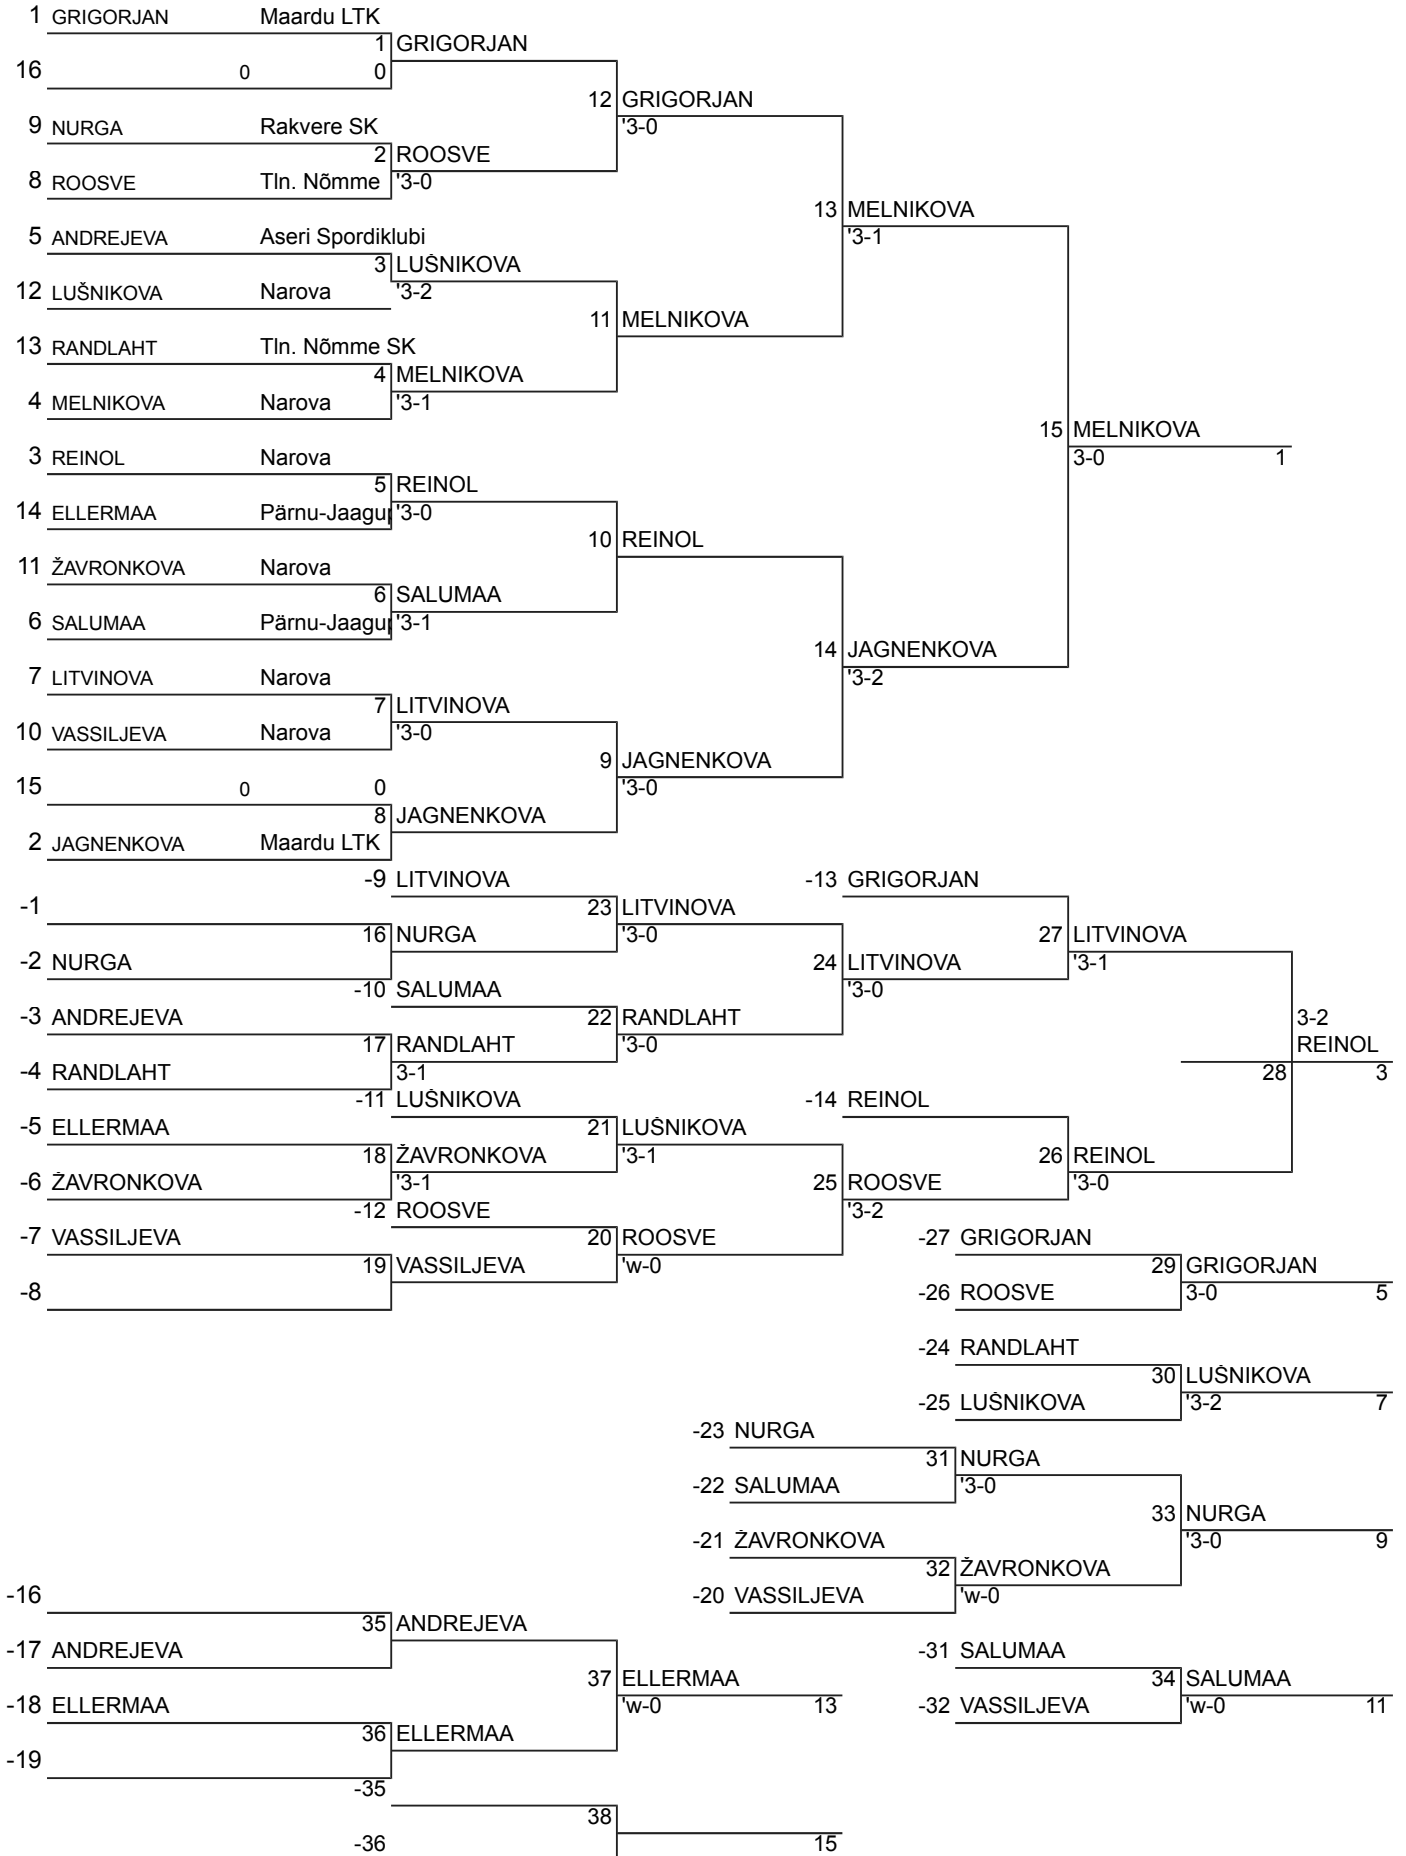 1 GRIGORJAN Maardu LTK
1 GRIGORJAN
16 0 0
12 GRIGORJAN
9 NURGA Rakvere SK '3-0
2 ROOSVE
8 ROOSVE Tln. Nõmme '3-0
13 MELNIKOVA
5 ANDREJEVA Aseri Spordiklubi '3-1
3 LUŠNIKOVA
12 LUŠNIKOVA Narova '3-2
11 MELNIKOVA
13 RANDLAHT Tln. Nõmme SK
4 MELNIKOVA
4 MELNIKOVA Narova '3-1
15 MELNIKOVA
3 REINOL Narova 3-0 1
5 REINOL
14 ELLERMAA Pärnu-Jaagup '3-0
10 REINOL
11 ŽAVRONKOVA Narova
6 SALUMAA
6 SALUMAA Pärnu-Jaagup '3-1
14 JAGNENKOVA
7 LITVINOVA Narova '3-2
7 LITVINOVA
10 VASSILJEVA Narova '3-0
9 JAGNENKOVA
15 0 0 '3-0
8 JAGNENKOVA
2 JAGNENKOVA Maardu LTK
-9 LITVINOVA -13 GRIGORJAN
-1 23 LITVINOVA
16 NURGA '3-0 27 LITVINOVA
-2 NURGA 24 LITVINOVA '3-1
-10 SALUMAA '3-0
-3 ANDREJEVA 22 RANDLAHT 3-2
17 RANDLAHT '3-0 REINOL
-4 RANDLAHT 3-1 28 3
-11 LUŠNIKOVA -14 REINOL
-5 ELLERMAA 21 LUŠNIKOVA
18 ŽAVRONKOVA '3-1 26 REINOL
-6 ŽAVRONKOVA '3-1 25 ROOSVE '3-0
-12 ROOSVE '3-2
-7 VASSILJEVA 20 ROOSVE -27 GRIGORJAN
19 VASSILJEVA 'w-0 29 GRIGORJAN
-8 -26 ROOSVE 3-0 5
-24 RANDLAHT
30 LUŠNIKOVA
-25 LUŠNIKOVA '3-2 7
-23 NURGA
31 NURGA
-22 SALUMAA '3-0
33 NURGA
-21 ŽAVRONKOVA '3-0 9
32 ŽAVRONKOVA
-16 -20 VASSILJEVA 'w-0
35 ANDREJEVA
-17 ANDREJEVA -31 SALUMAA
37 ELLERMAA 34 SALUMAA
-18 ELLERMAA 'w-0 13 -32 VASSILJEVA 'w-0 11
36 ELLERMAA
-19
-35
38
-36 15